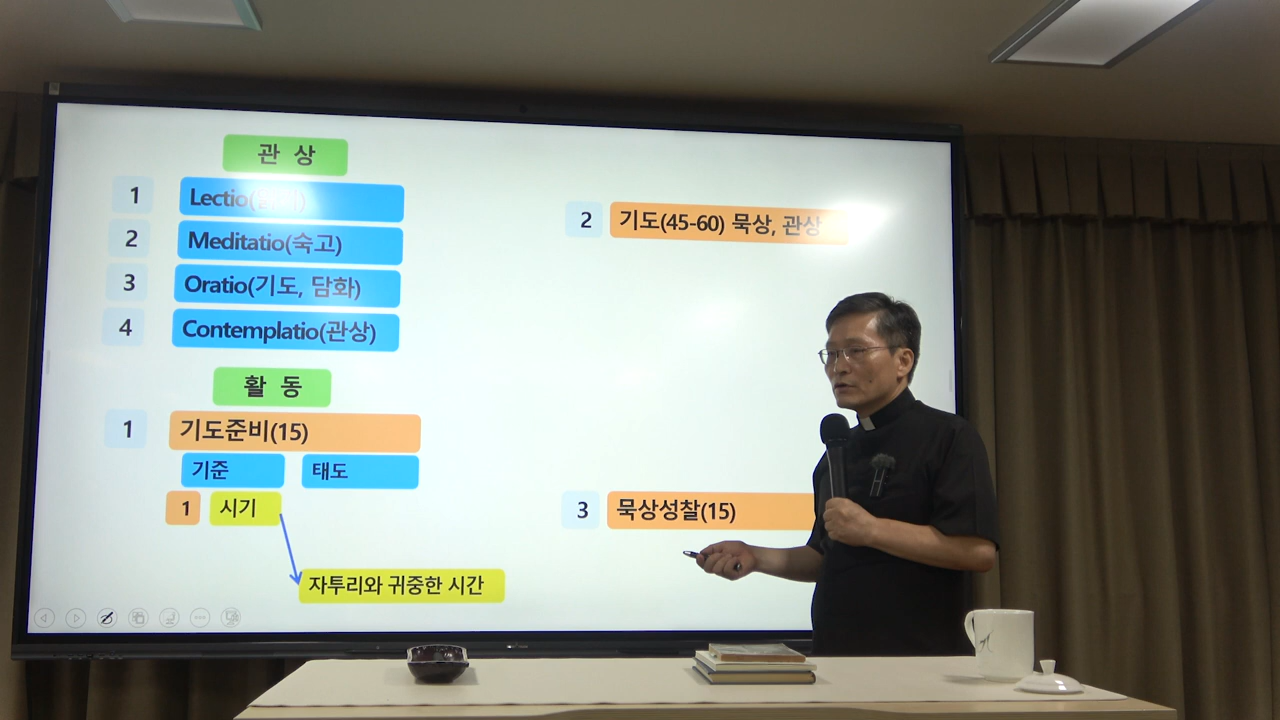 관 상
1 Lectio(
2 Meditatio(숙고)
3 Oratio(기도, 담화)
4 Contemplatio(관상)
활 동
1 기도준비(15)
기준 태도
1 시기
자투리와 귀중한 시간
2 기도(45-60) 묵상, 관상
3 묵상성찰(15)